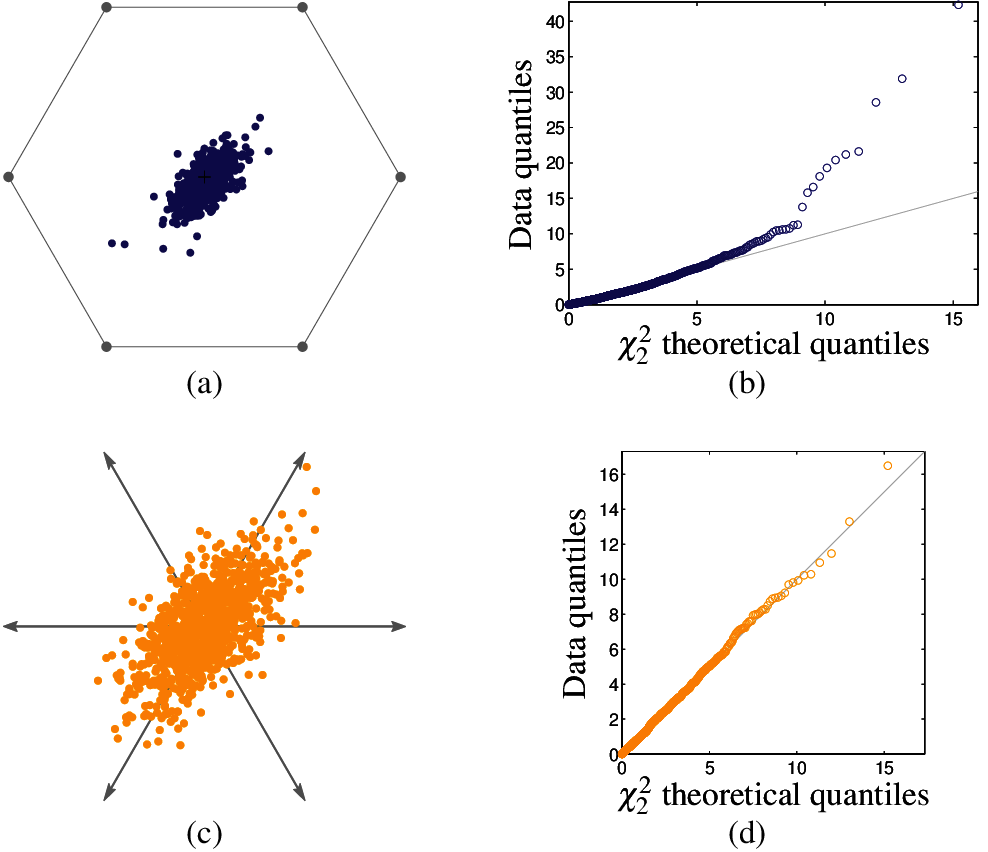 40
35
30
25
20
15
10
5
0
Data quantiles
0 5 10 15
χ₂² theoretical quantiles
(a) (b)
16
14
12
10
8
6
4
2
0
Data quantiles
0 5 10 15
χ₂² theoretical quantiles
(c) (d)